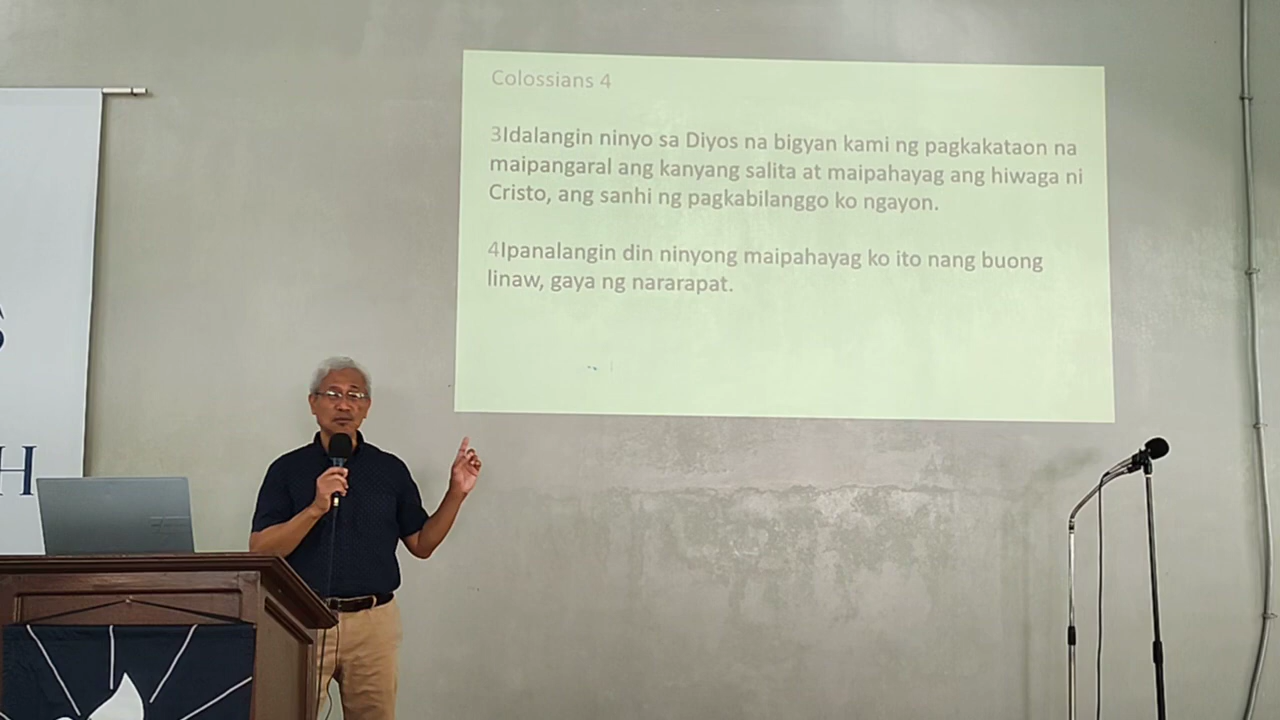 Colossians 4
3Idalangin ninyo sa Diyos na bigyan kami ng pagkakataon na
maipangaral ang kanyang salita at maipahayag ang hiwaga ni
Cristo, ang sanhi ng pagkabilanggo ko ngayon.
4Ipanalangin din ninyong maipahayag ko ito nang buong
linaw, gaya ng nararapat.
S
H